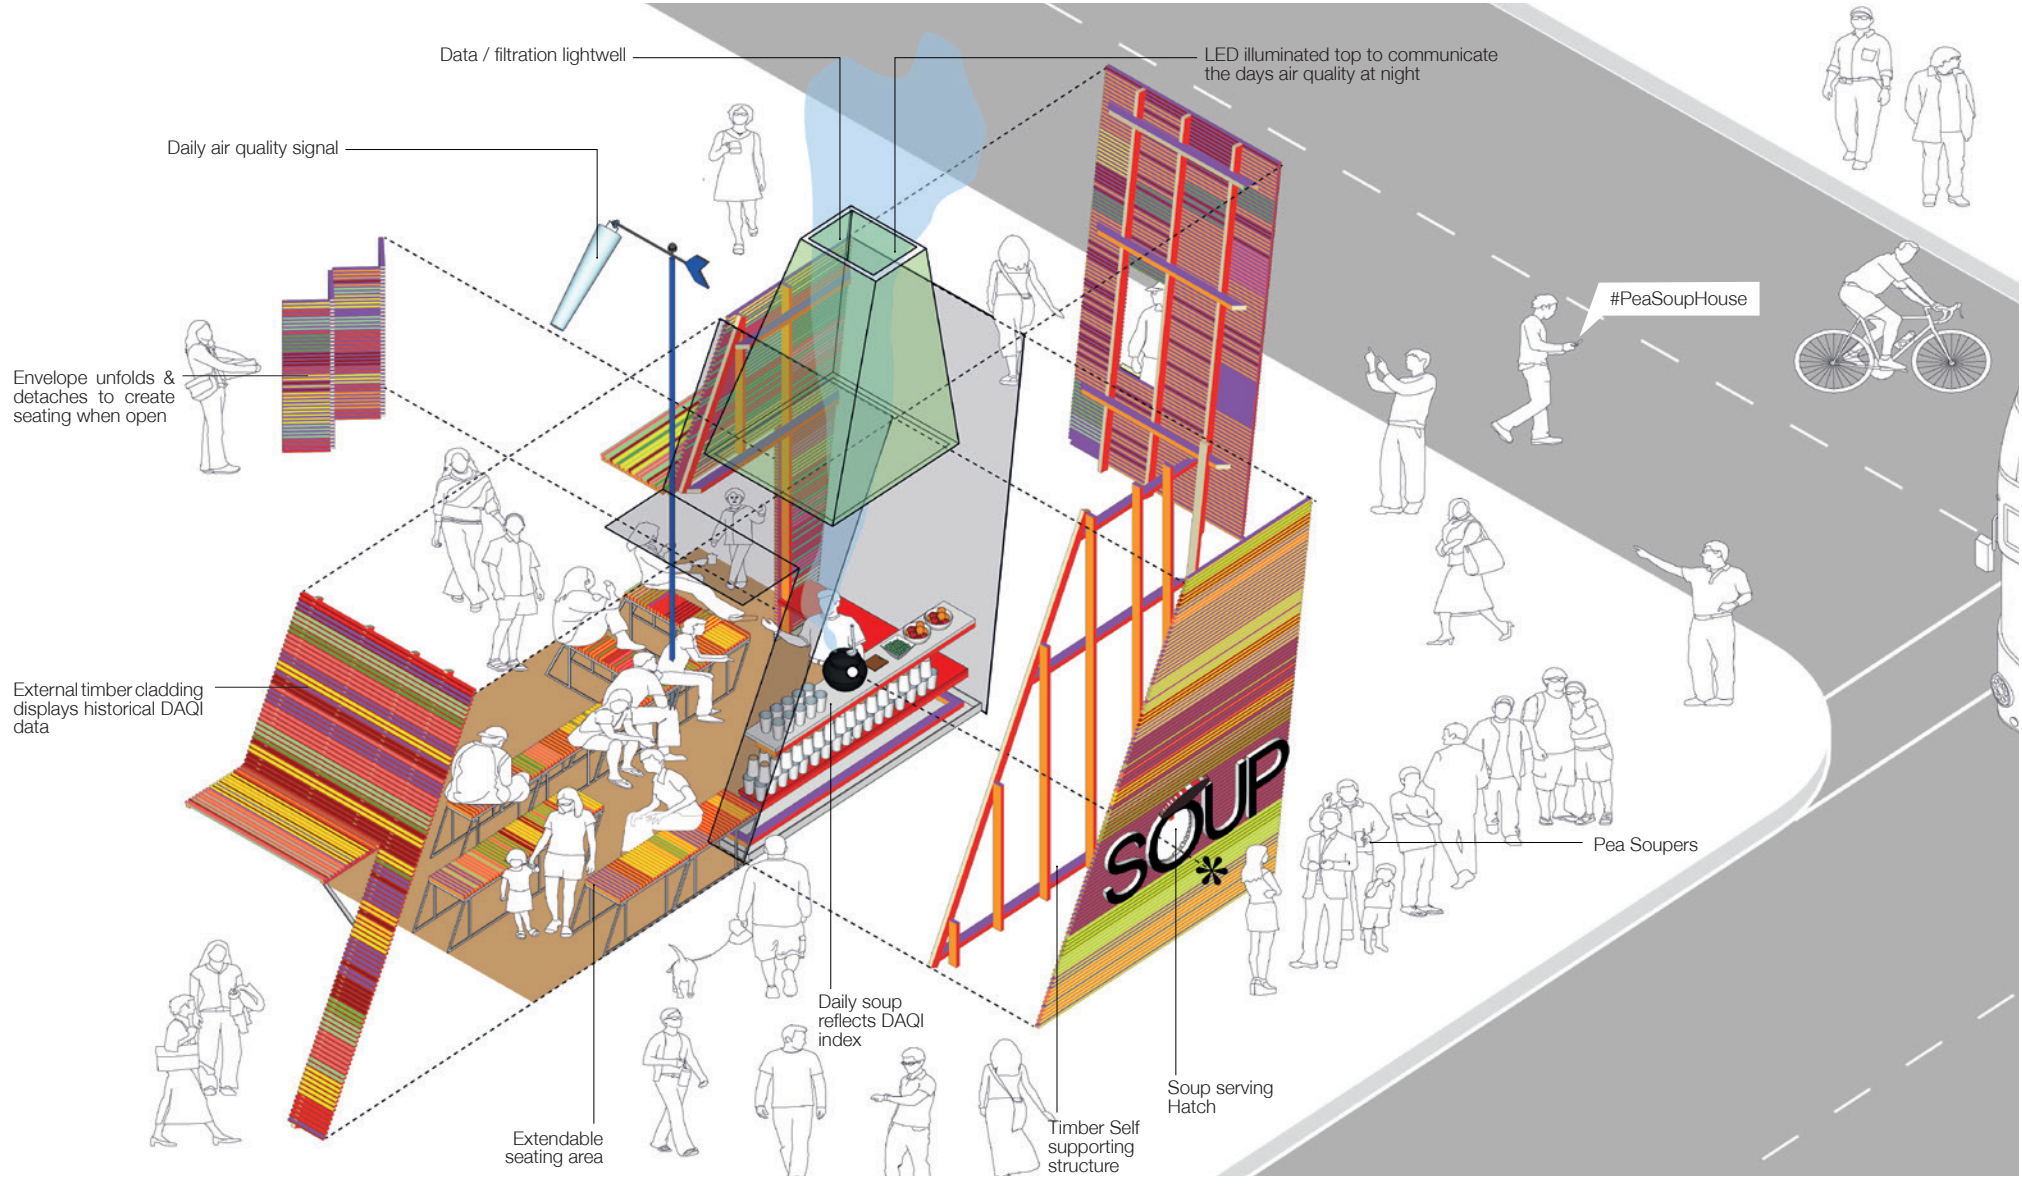 Data / filtration lightwell
LED illuminated top to communicate
the days air quality at night
Daily air quality signal
#PeaSoupHouse
Envelope unfolds &
detaches to create
seating when open
External timber cladding
displays historical DAQI
data
SOUP
*
Pea Soupers
Daily soup
reflects DAQI
index
Soup serving
Hatch
Extendable
seating area
Timber Self
supporting
structure